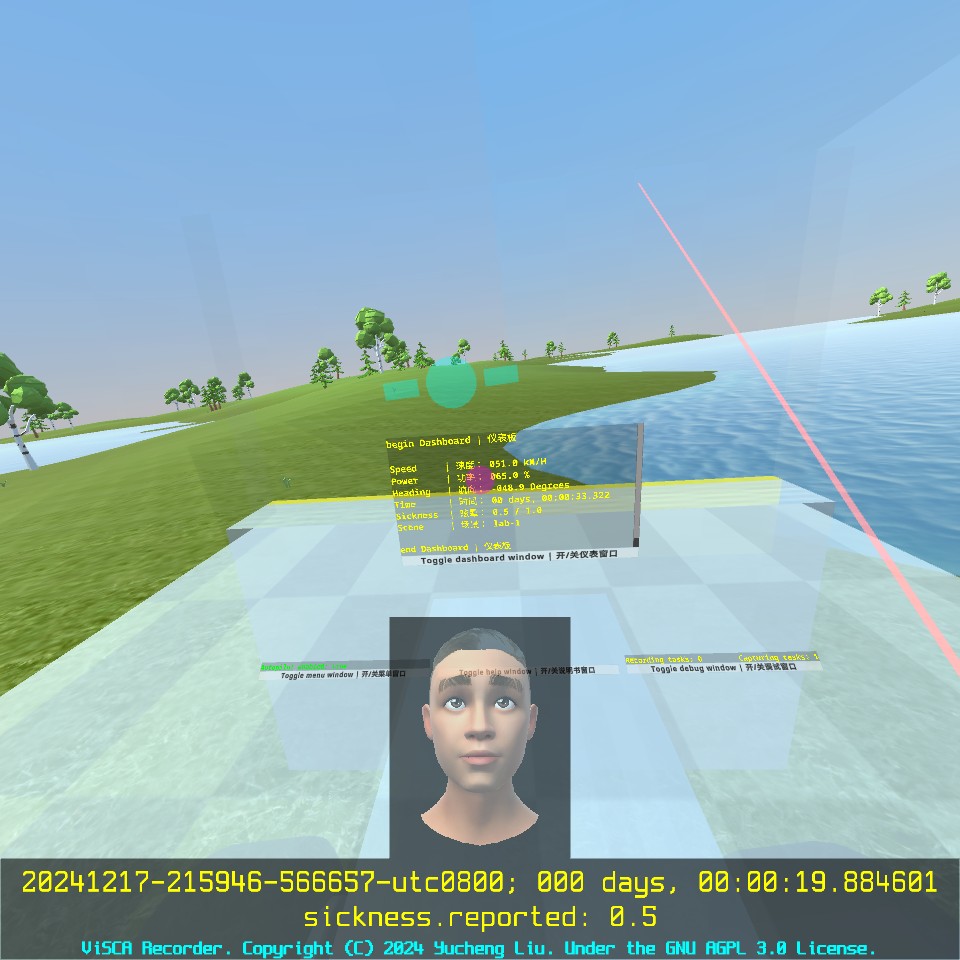 begin Dashboard | 仪表板
Speed | 速度: 051.0 KM/H
Power | 功率: 065.0 %
Heading | 航向: -048.9 Degrees
Time | 时间: 00 days, 00:00:33.322
Sickness | 眩晕: 0.5 / 1.0
Scene | 场景: lab-1
end Dashboard | 仪表板
Toggle dashboard window | 开/关仪表窗口
Recording tasks: 0 Capturing tasks: 1
Toggle menu window | 开/关菜单窗口
Toggle help window | 开/关说明书窗口
Toggle debug window | 开/关调试窗口
20241217-215946-566657-utc0800; 000 days, 00:00:19.884601
sickness.reported: 0.5
ViSCA Recorder. Copyright (C) 2024 Yucheng Liu. Under the GNU AGPL 3.0 License.